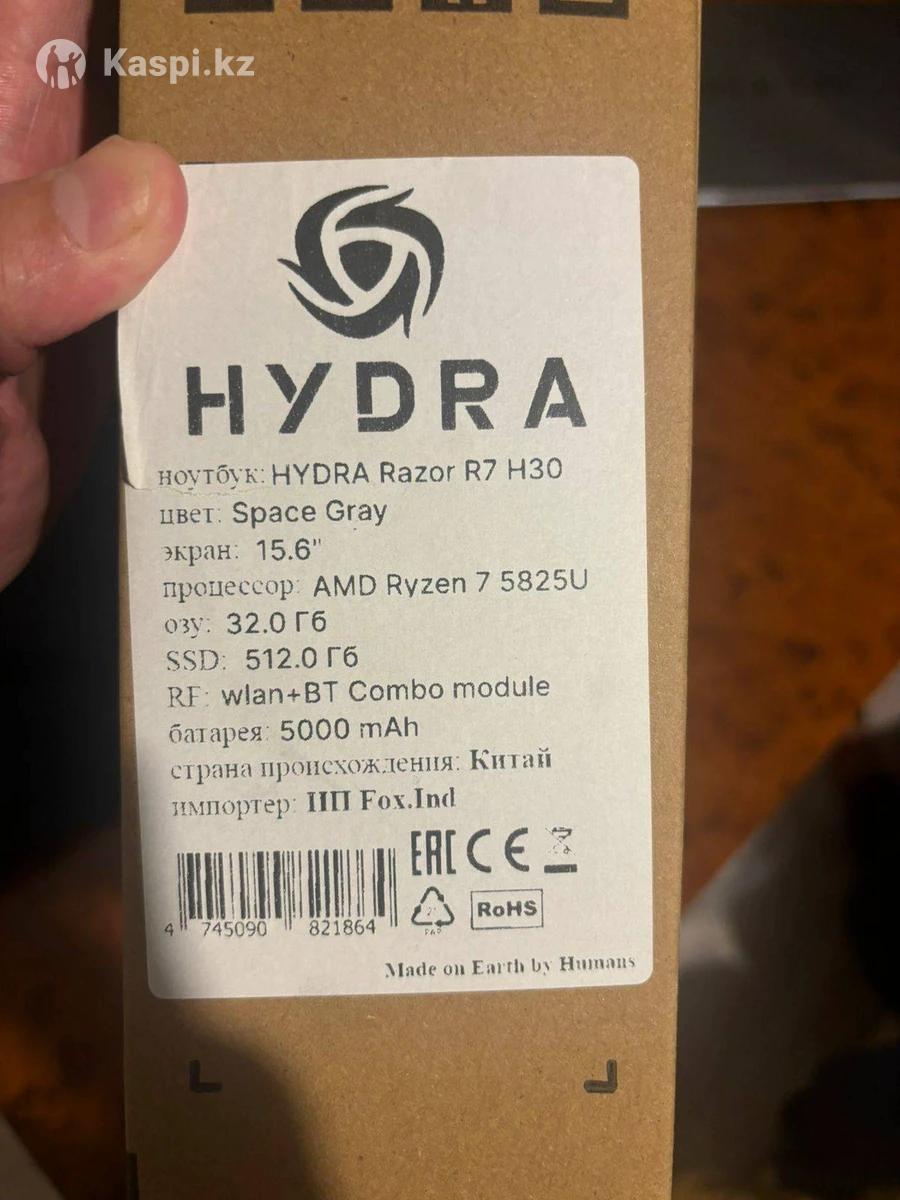 Kaspi.kz
HYDRA
ноутбук: HYDRA Razor R7 H30
цвет: Space Gray
экран: 15.6"
процессор: AMD Ryzen 7 5825U
озу: 32.0 Гб
SSD: 512.0 Гб
RF: wlan+BT Combo module
батарея: 5000 mAh
страна происхождения: Китай
импортер: ИП Fox.Ind
EAC CE
4 745090 821864
PAP
RoHS
Made on Earth by Humans